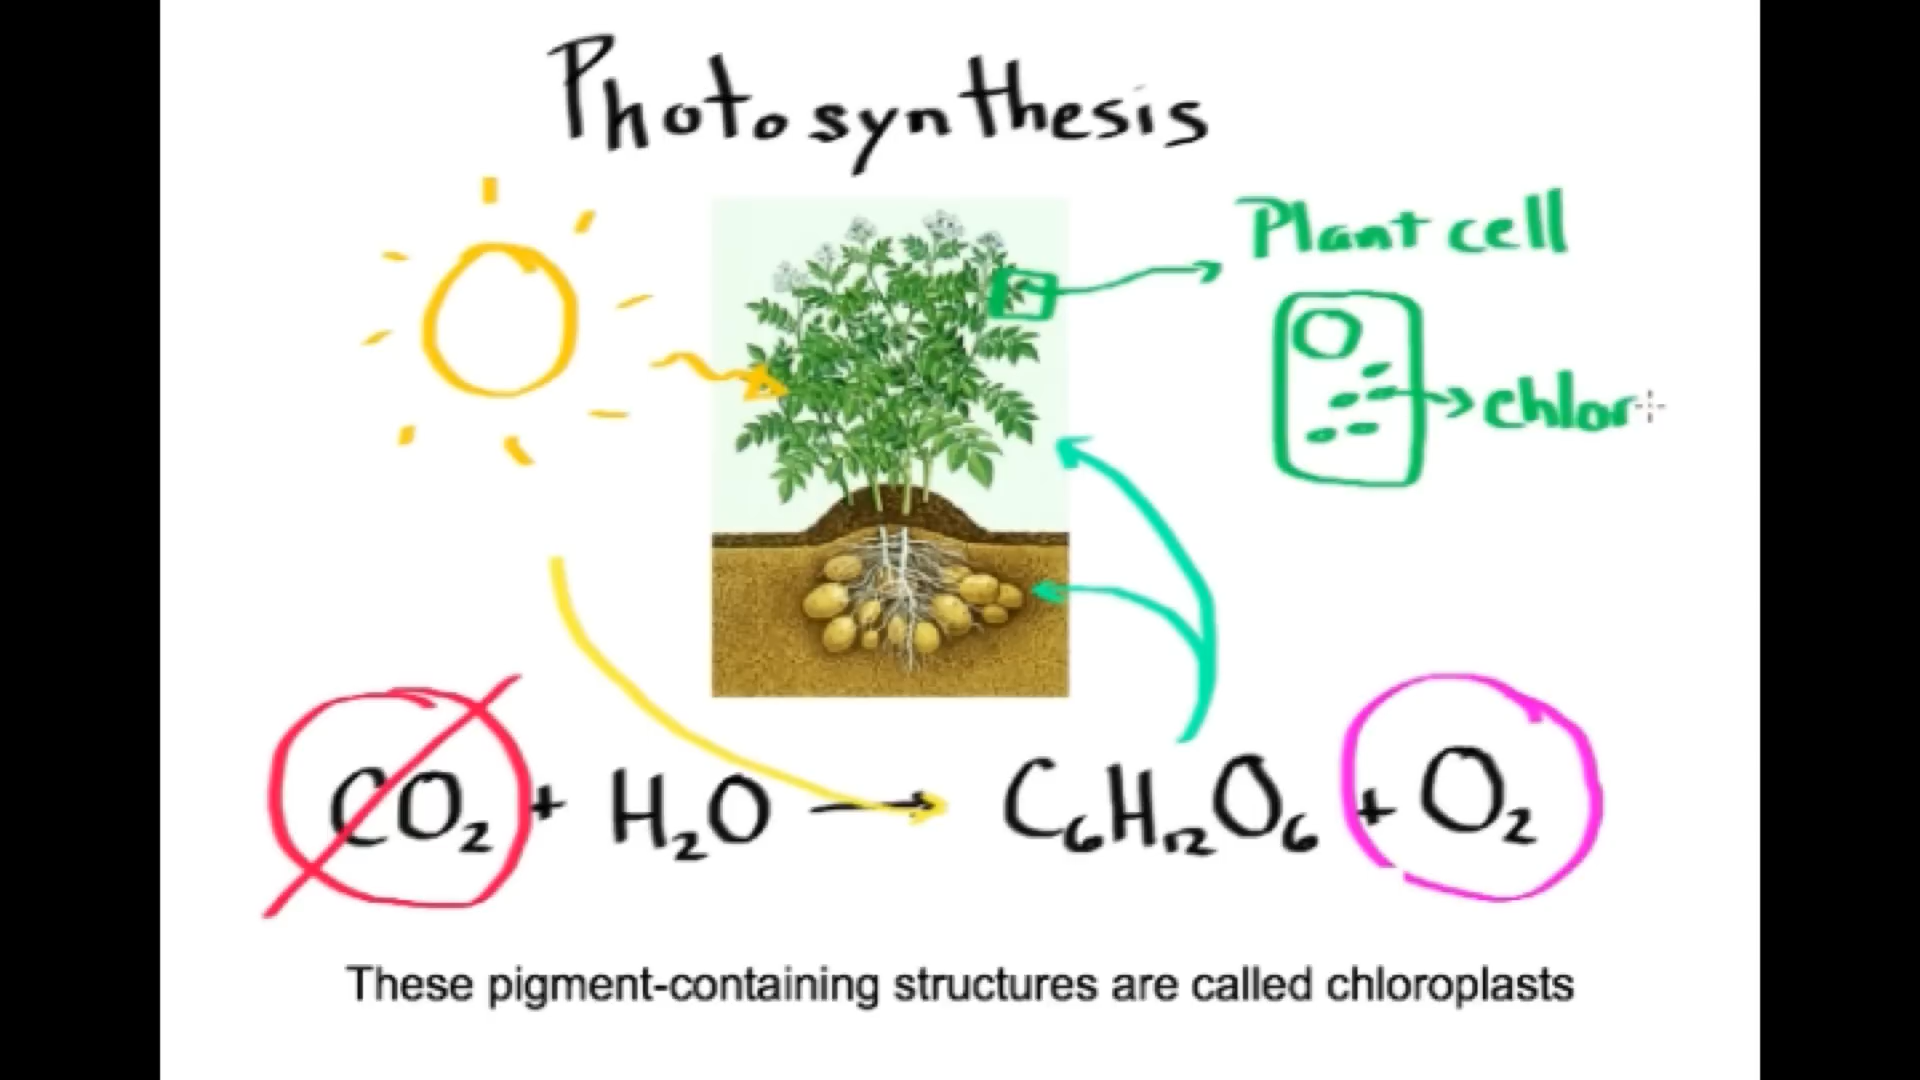 Photosynthesis
Plant cell
chlor
CO₂ + H₂O → C₆H₁₂O₆ + O₂
These pigment-containing structures are called chloroplasts